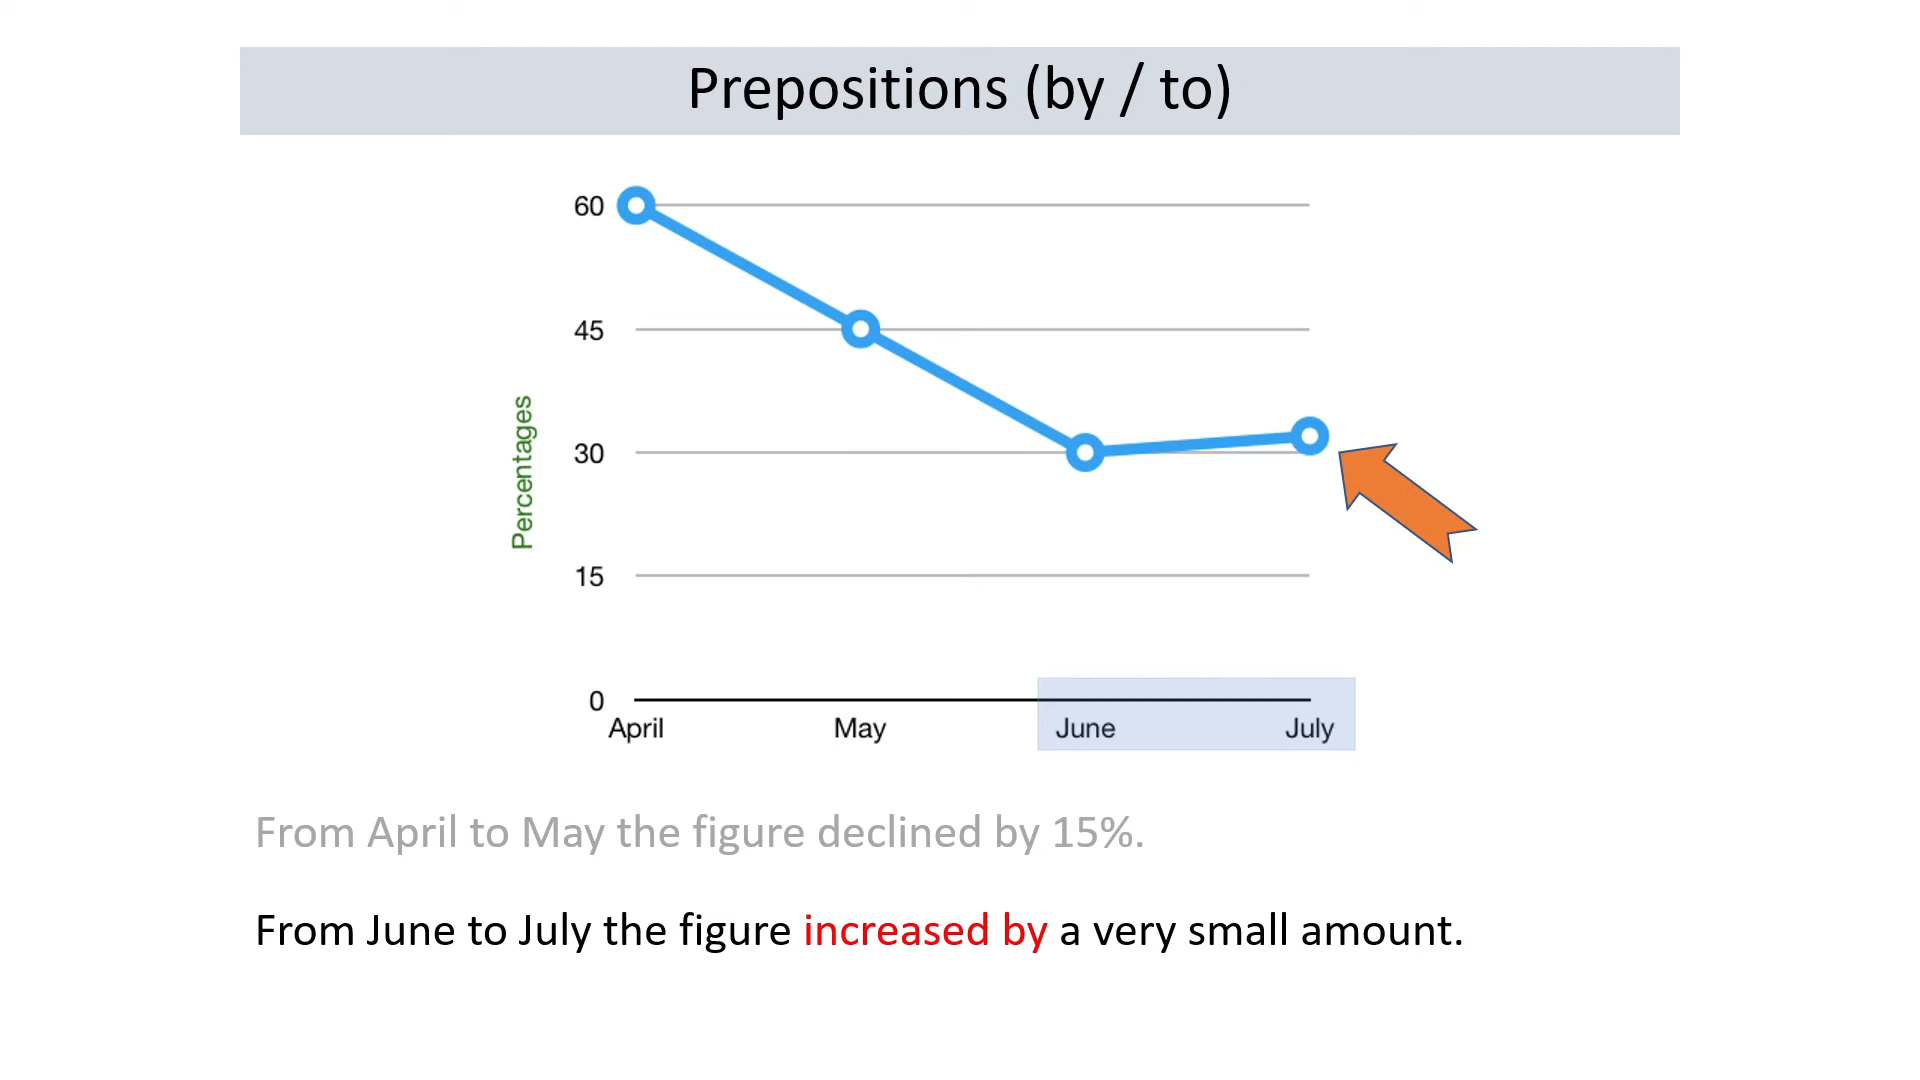 Prepositions (by / to)
60
45
30
15
0
Percentages
April May June July
From April to May the figure declined by 15%.
From June to July the figure increased by a very small amount.